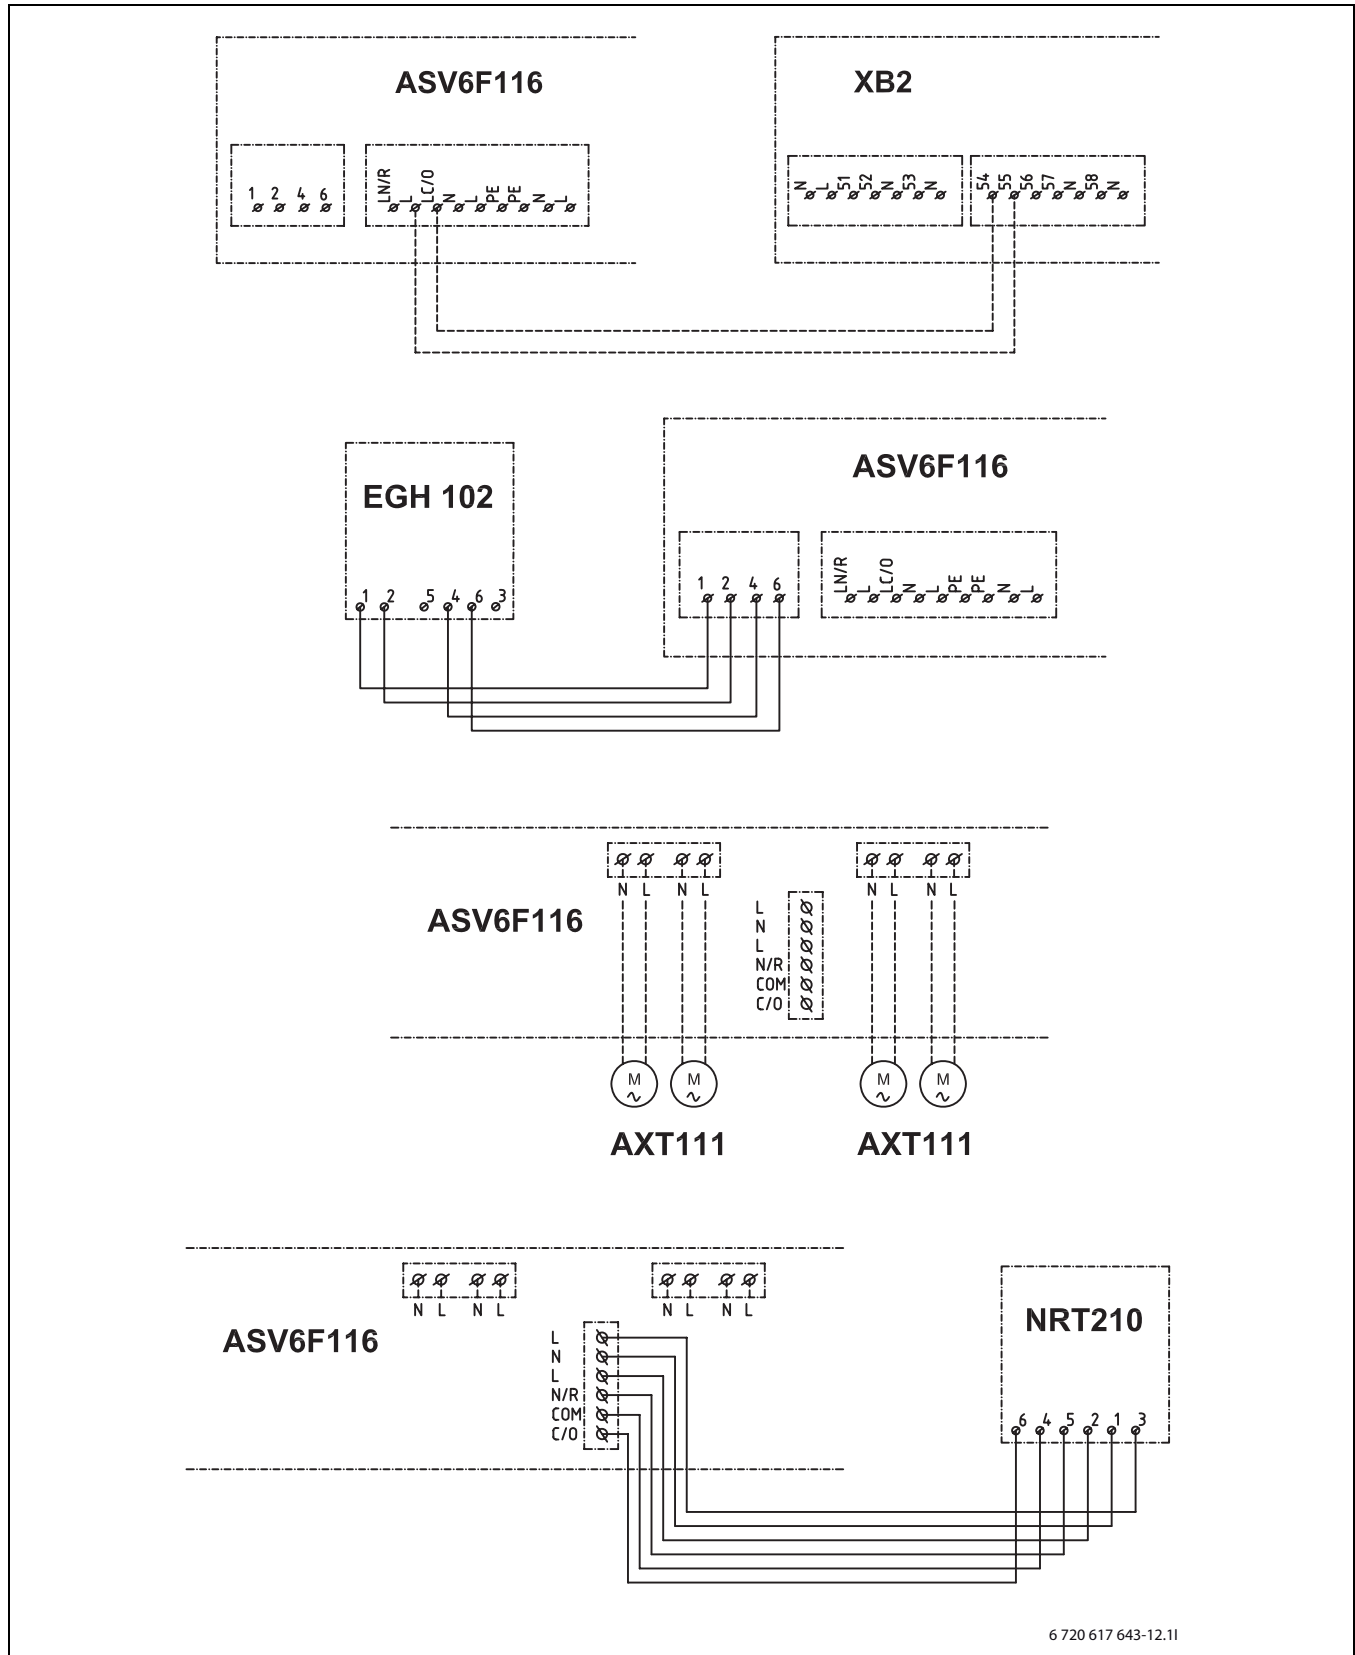 ASV6F116
XB2
1 2 4 6
LN/R L LC/O N L PE PE N L
N L 51 52 N 53 N
54 55 56 57 N 58 N
EGH 102
1 2 5 4 6 3
ASV6F116
1 2 4 6
LN/R L LC/O N L PE PE N L
ASV6F116
N L N L
N L N L
L
N
L
N/R
COM
C/O
M M M M
AXT111 AXT111
ASV6F116
N L N L
N L N L
L
N
L
N/R
COM
C/O
NRT210
6 4 5 2 1 3
6 720 617 643-12.1I